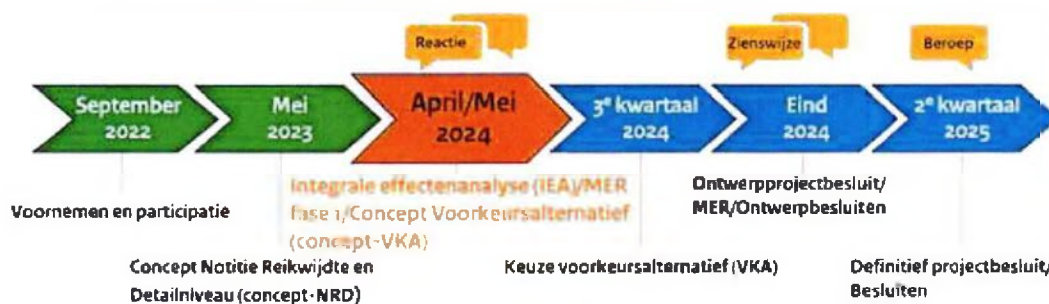 Reactie
Zienswijze
Beroep
September
2022
Mei
2023
April/Mei
2024
3e kwartaal
2024
Eind
2024
2e kwartaal
2025
Voornemen en participatie
Concept Notitie Reikwijdte en
Detailniveau (concept-NRD)
Integrale effectenanalyse (IEA)/MER
fase 1/Concept Voorkeursalternatief
(concept-VKA)
Keuze voorkeursalternatief (VKA)
Ontwerpprojectbesluit/
MER/Ontwerpbesluiten
Definitief projectbesluit/
Besluiten